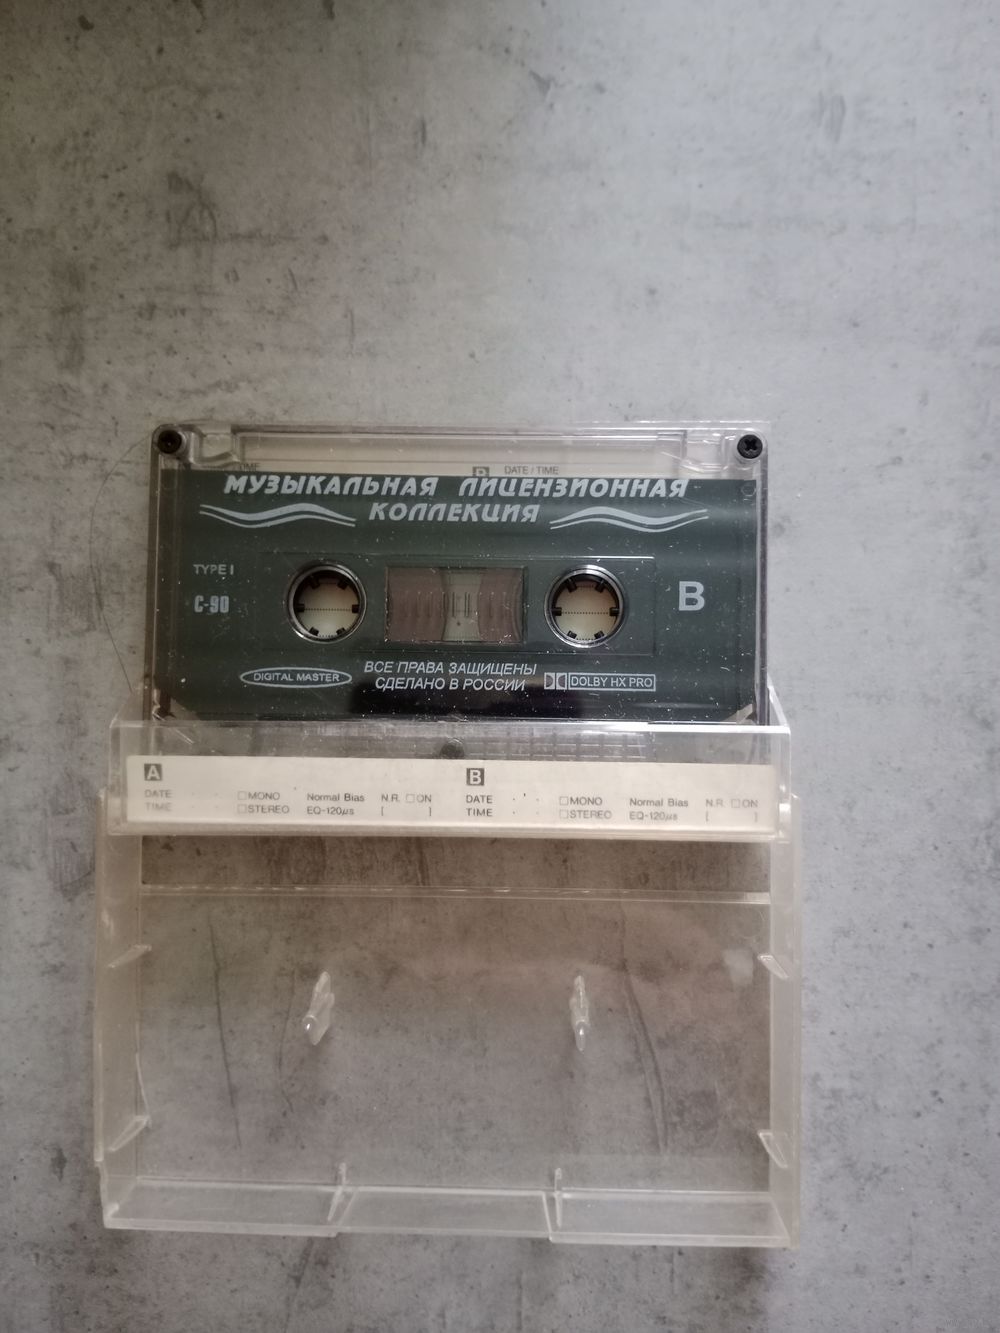 DATE / TIME
МУЗЫКАЛЬНАЯ ЛИЦЕНЗИОННАЯ
КОЛЛЕКЦИЯ
TYPE I
C-90
B
DIGITAL MASTER
ВСЕ ПРАВА ЗАЩИЩЕНЫ
СДЕЛАНО В РОССИИ
DOLBY HX PRO
A
DATE
TIME
□MONO
□STEREO
Normal Bias
EQ-120μs
N.R. □ON
[ ]
B
DATE
TIME
□MONO
□STEREO
Normal Bias
EQ-120μs
N.R. □ON
[ ]